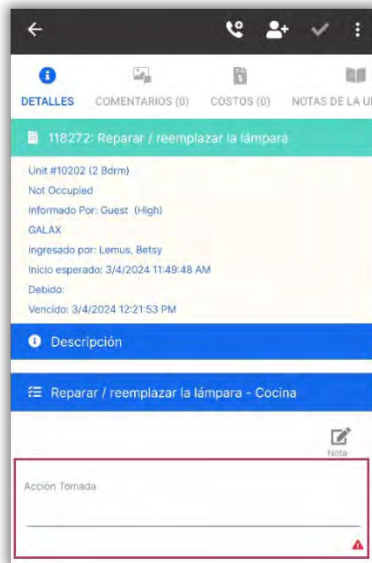 DETALLES COMENTARIOS (0) COSTOS (0) NOTAS DE LA
118272: Reparar / reemplazar la lámpara
Unit #10202 (2 Bdrm)
Not Occupied
Informado Por: Guest (High)
GALAX
Ingresado por: Lemus, Betsy
Inicio esperado: 3/4/2024 11:49:48 AM
Debido:
Vencido: 3/4/2024 12:21:53 PM
Descripción
Reparar / reemplazar la lámpara - Cocina
Nota
Acción Tomada